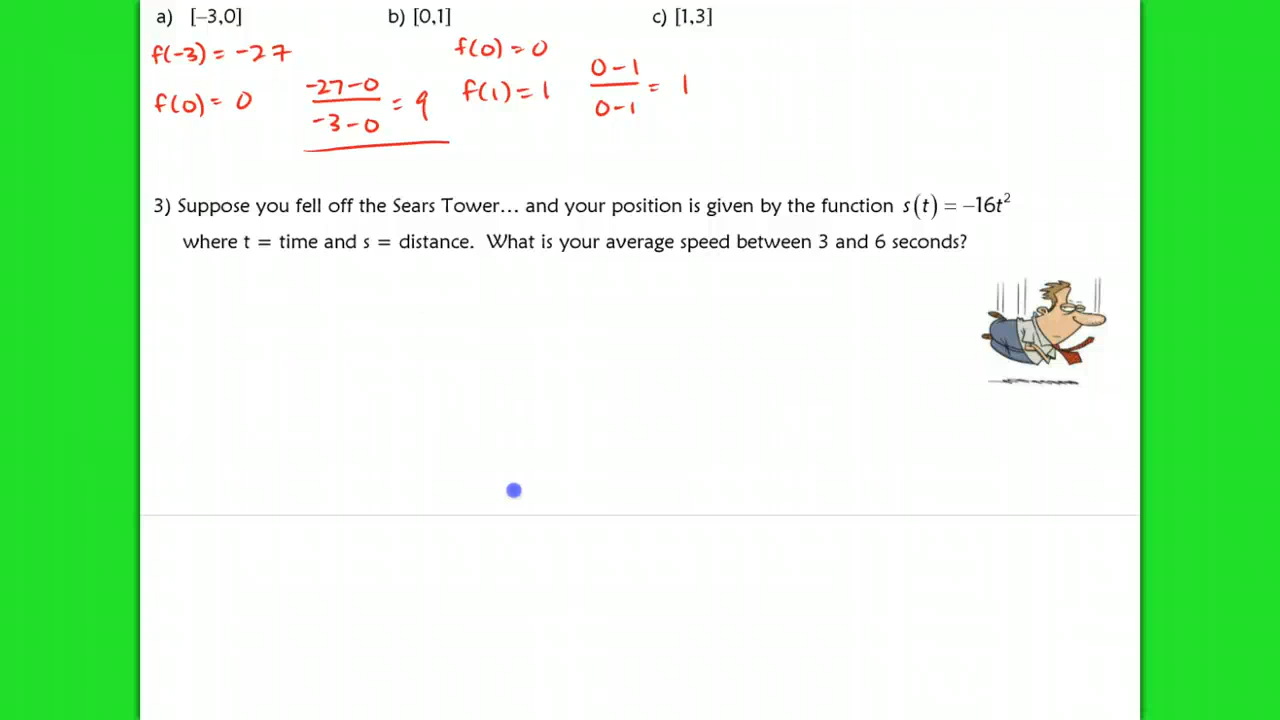 a) [–3,0] b) [0,1] c) [1,3]
f(-3) = -27
f(0) = 0
-27-0 / -3-0 = 9
f(0) = 0
f(1) = 1
0-1 / 0-1 = 1
3) Suppose you fell off the Sears Tower... and your position is given by the function s(t) = –16t²
where t = time and s = distance. What is your average speed between 3 and 6 seconds?